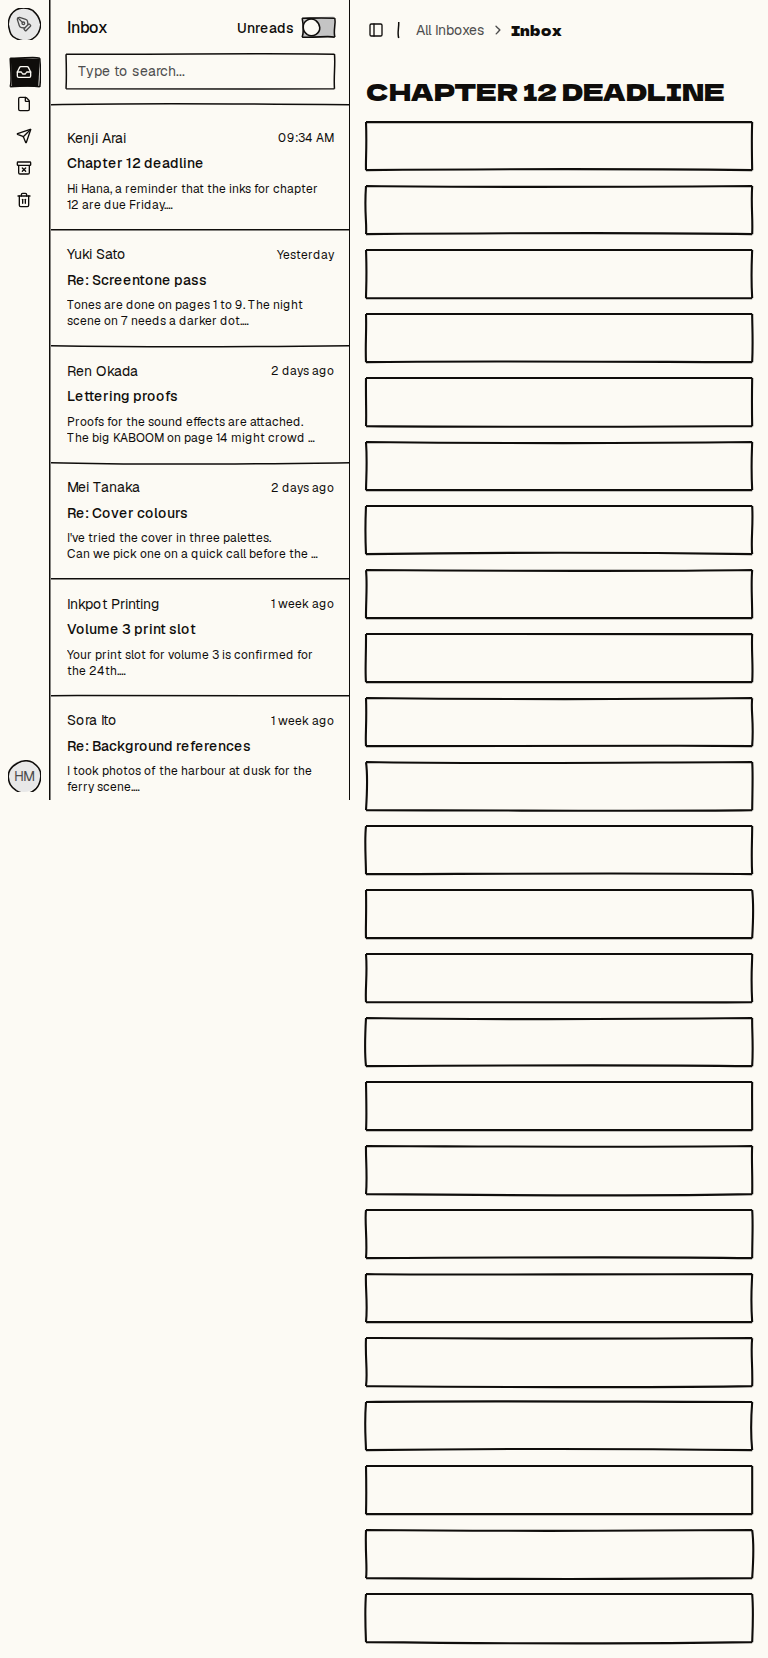 Inbox
Unreads
Type to search...
Kenji Arai
09:34 AM
Chapter 12 deadline
Hi Hana, a reminder that the inks for chapter
12 are due Friday....
Yuki Sato
Yesterday
Re: Screentone pass
Tones are done on pages 1 to 9. The night
scene on 7 needs a darker dot....
Ren Okada
2 days ago
Lettering proofs
Proofs for the sound effects are attached.
The big KABOOM on page 14 might crowd ...
Mei Tanaka
2 days ago
Re: Cover colours
I've tried the cover in three palettes.
Can we pick one on a quick call before the ...
Inkpot Printing
1 week ago
Volume 3 print slot
Your print slot for volume 3 is confirmed for
the 24th....
Sora Ito
1 week ago
Re: Background references
I took photos of the harbour at dusk for the
ferry scene....
HM
All Inboxes > Inbox
CHAPTER 12 DEADLINE